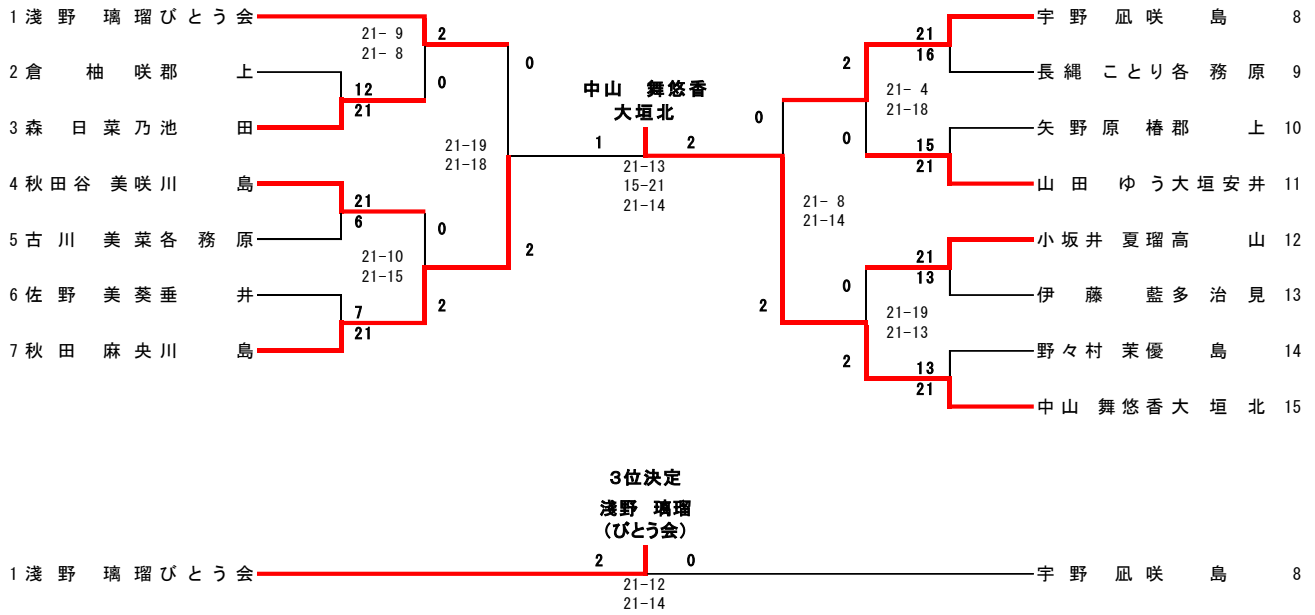 1 淺 野 璃 瑠 びとう会
2 倉 柚 咲 郡 上
3 森 日 菜 乃 池 田
4 秋田谷 美咲 川 島
5 古 川 美 菜 各 務 原
6 佐 野 美 葵 垂 井
7 秋 田 麻 央 川 島
21- 9
21- 8
2
0
12
21
21
6
21-10
21-15
0
2
7
21
21-19
21-18
0
2
中山 舞悠香
大垣北
1
2
21-13
15-21
21-14
0
2
21- 8
21-14
2
0
21- 4
21-18
21
16
15
21
0
2
21-19
21-13
21
13
13
21
宇 野 凪 咲 島 8
長縄 ことり 各 務 原 9
矢 野 原 椿 郡 上 10
山 田 ゆ う 大垣安井 11
小坂井 夏瑠 高 山 12
伊 藤 藍 多 治 見 13
野々村 茉優 島 14
中山 舞悠香 大 垣 北 15
3位決定
淺野 璃瑠
(びとう会)
1 淺 野 璃 瑠 びとう会
2
0
21-12
21-14
宇 野 凪 咲 島 8